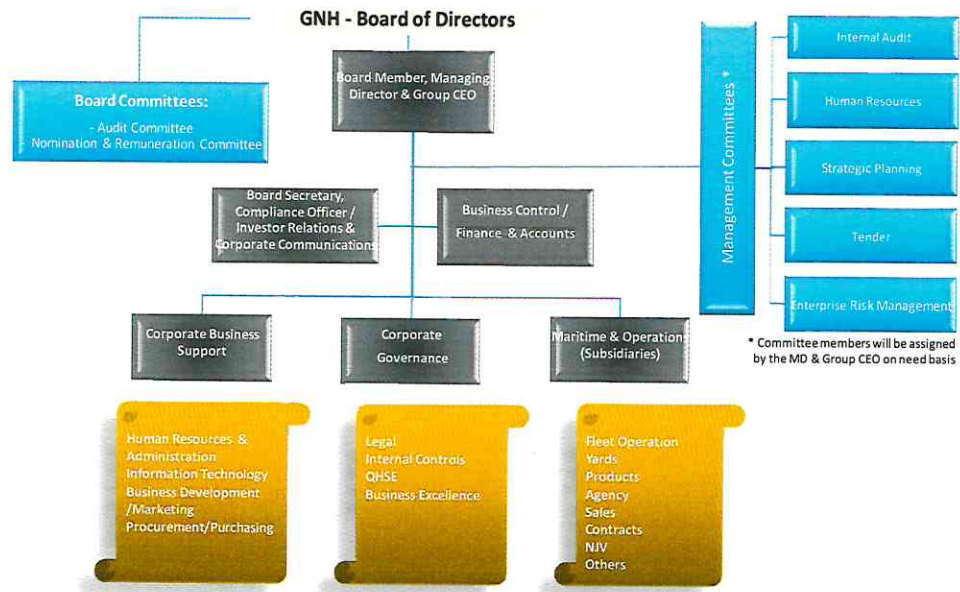 GNH - Board of Directors
Board Committees:
- Audit Committee
Nomination & Remuneration Committee
Board Member, Managing
Director & Group CEO
Management Committees *
Internal Audit
Human Resources
Strategic Planning
Tender
Enterprise Risk Management
* Committee members will be assigned
by the MD & Group CEO on need basis
Board Secretary,
Compliance Officer /
Investor Relations &
Corporate Communications
Business Control /
Finance & Accounts
Corporate Business
Support
Corporate
Governance
Maritime & Operations
(Subsidiaries)
Human Resources &
Administration
Information Technology
Business Development
/Marketing
Procurement/Purchasing
Legal
Internal Controls
QHSE
Business Excellence
Fleet Operation
Yards
Products
Agency
Sales
Contracts
NJV
Others